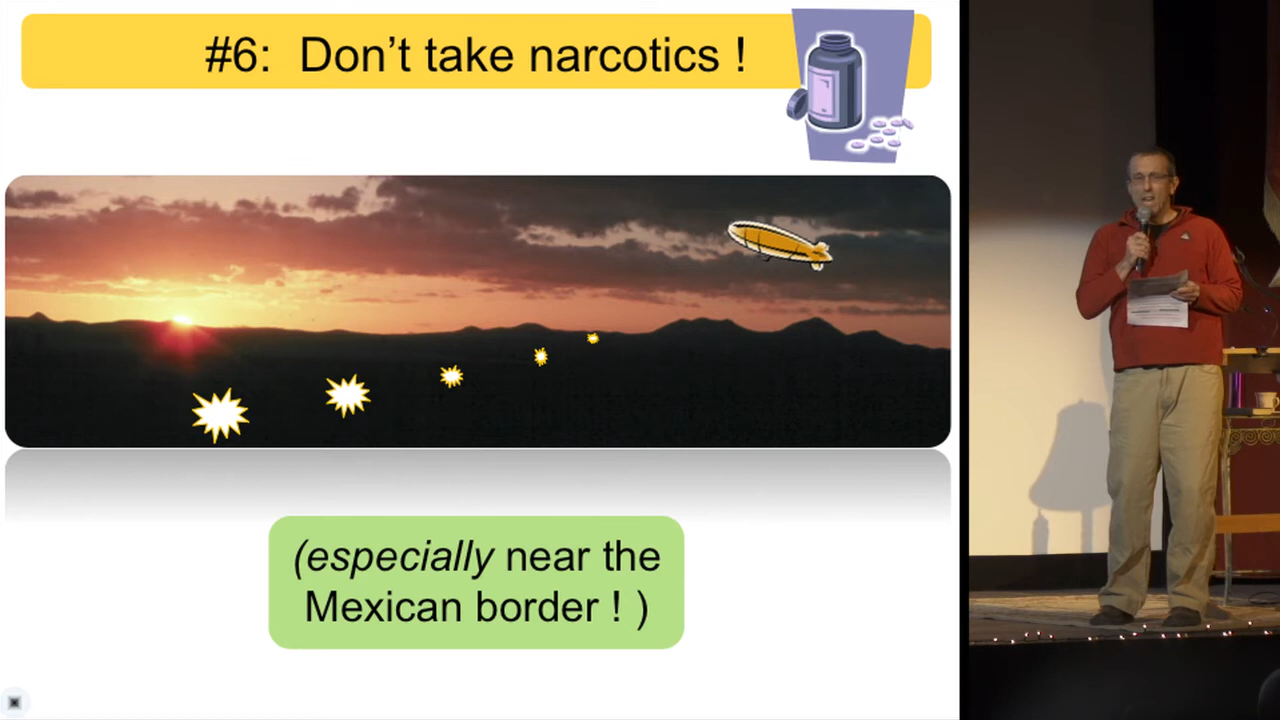 #6: Don't take narcotics !
(especially near the
Mexican border ! )